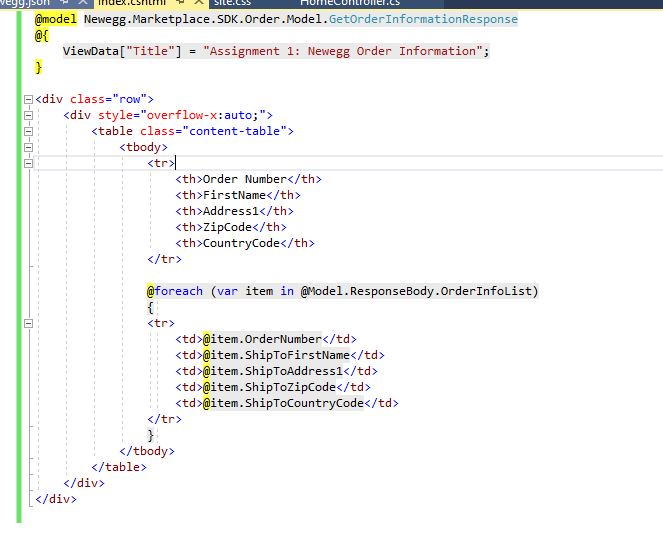 wegg.json index.cshtml site.css HomeController.cs
@model Newegg.Marketplace.SDK.Order.Model.GetOrderInformationResponse
@{
    ViewData["Title"] = "Assignment 1: Newegg Order Information";
}
<div class="row">
    <div style="overflow-x:auto;">
        <table class="content-table">
            <tbody>
                <tr>
                    <th>Order Number</th>
                    <th>FirstName</th>
                    <th>Address1</th>
                    <th>ZipCode</th>
                    <th>CountryCode</th>
                </tr>
                @foreach (var item in @Model.ResponseBody.OrderInfoList)
                {
                <tr>
                    <td>@item.OrderNumber</td>
                    <td>@item.ShipToFirstName</td>
                    <td>@item.ShipToAddress1</td>
                    <td>@item.ShipToZipCode</td>
                    <td>@item.ShipToCountryCode</td>
                </tr>
                }
            </tbody>
        </table>
    </div>
</div>